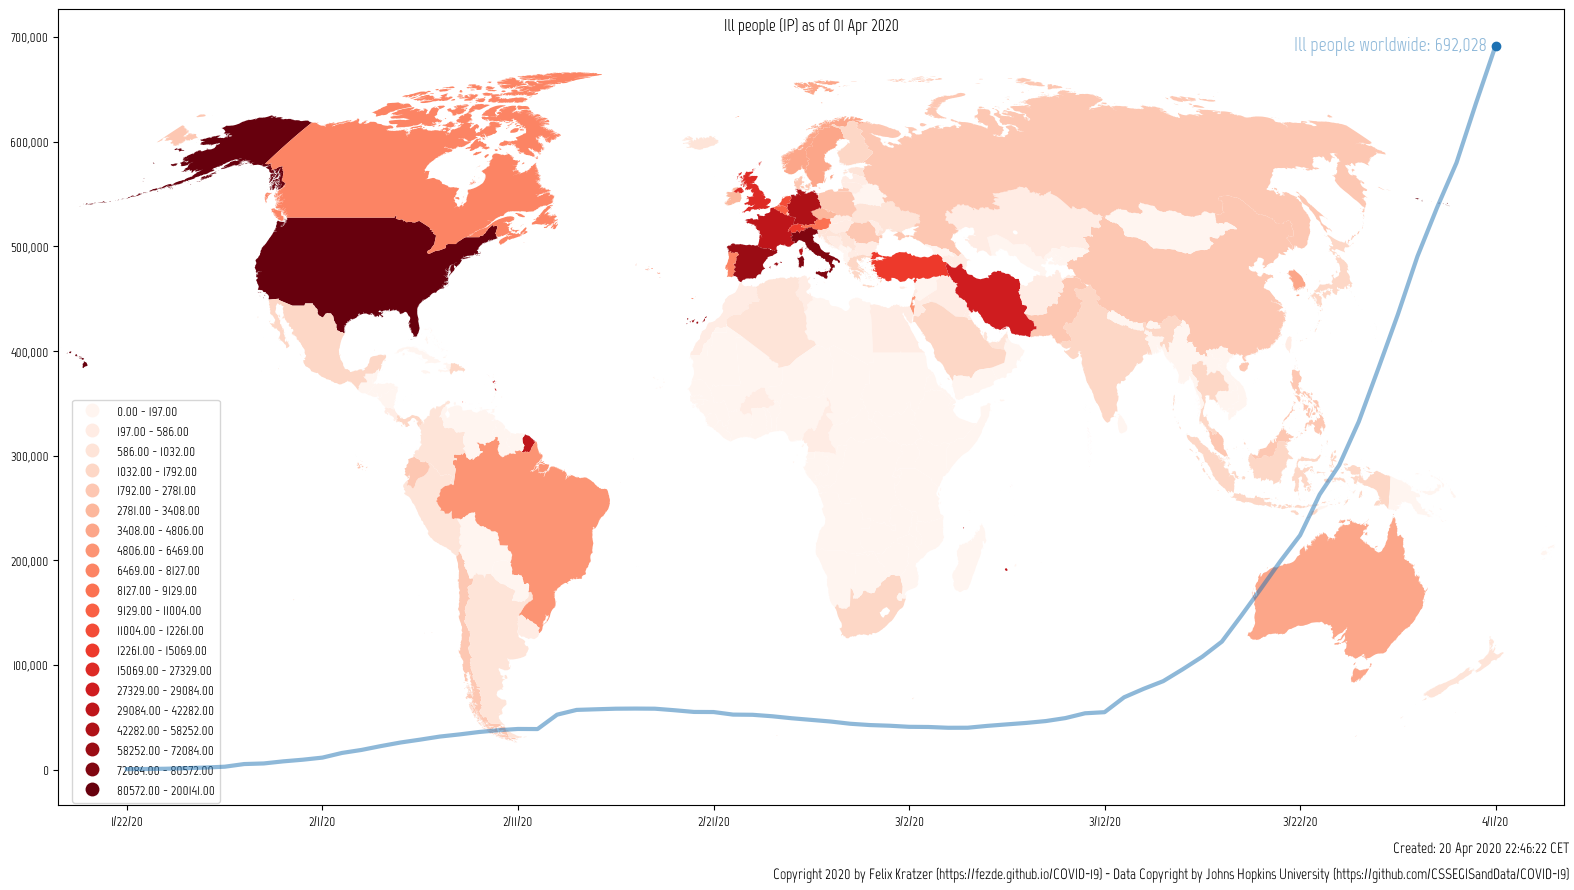 Ill people (IP) as of 01 Apr 2020
700,000
Ill people worldwide: 692,028
600,000
500,000
400,000
300,000
200,000
100,000
0
0.00 - 197.00
197.00 - 586.00
586.00 - 1032.00
1032.00 - 1792.00
1792.00 - 2781.00
2781.00 - 3408.00
3408.00 - 4806.00
4806.00 - 6469.00
6469.00 - 8127.00
8127.00 - 9129.00
9129.00 - 11004.00
11004.00 - 12261.00
12261.00 - 15069.00
15069.00 - 27329.00
27329.00 - 29084.00
29084.00 - 42282.00
42282.00 - 58252.00
58252.00 - 72084.00
72084.00 - 80572.00
80572.00 - 200141.00
1/22/20 2/1/20 2/11/20 2/21/20 3/2/20 3/12/20 3/22/20 4/1/20
Created: 20 Apr 2020 22:46:22 CET
Copyright 2020 by Felix Kratzer (https://fezde.github.io/COVID-19) - Data Copyright by Johns Hopkins University (https://github.com/CSSEGISandData/COVID-19)